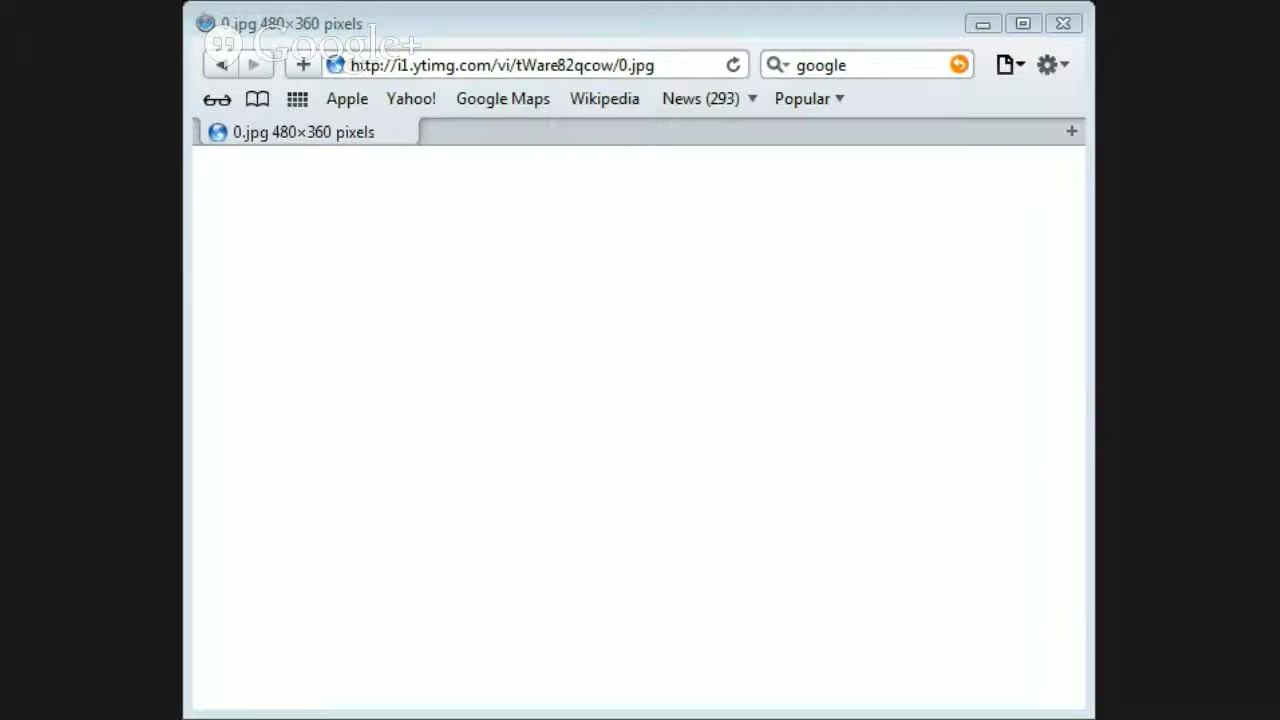 0.jpg 480×360 pixels
Google+
http://i1.ytimg.com/vi/tWare82qcow/0.jpg
google
Apple Yahoo! Google Maps Wikipedia News (293) Popular
0.jpg 480×360 pixels